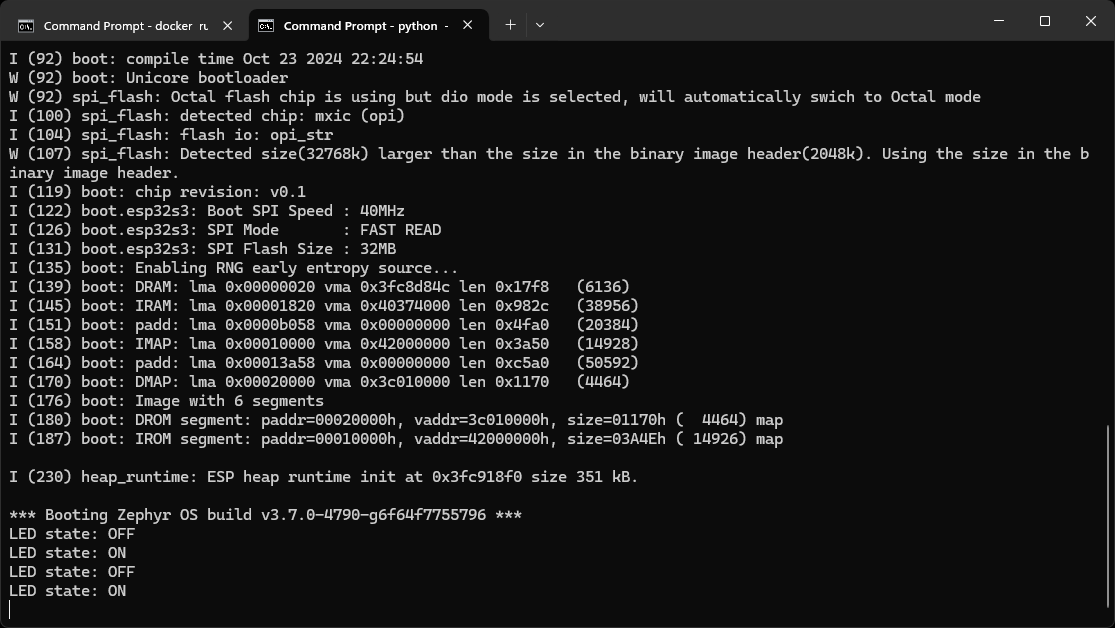 Command Prompt - docker ru
Command Prompt - python -
I (92) boot: compile time Oct 23 2024 22:24:54
W (92) boot: Unicore bootloader
W (92) spi_flash: Octal flash chip is using but dio mode is selected, will automatically swich to Octal mode
I (100) spi_flash: detected chip: mxic (opi)
I (104) spi_flash: flash io: opi_str
W (107) spi_flash: Detected size(32768k) larger than the size in the binary image header(2048k). Using the size in the b
inary image header.
I (119) boot: chip revision: v0.1
I (122) boot.esp32s3: Boot SPI Speed : 40MHz
I (126) boot.esp32s3: SPI Mode       : FAST READ
I (131) boot.esp32s3: SPI Flash Size : 32MB
I (135) boot: Enabling RNG early entropy source...
I (139) boot: DRAM: lma 0x00000020 vma 0x3fc8d84c len 0x17f8   (6136)
I (145) boot: IRAM: lma 0x00001820 vma 0x40374000 len 0x982c   (38956)
I (151) boot: padd: lma 0x0000b058 vma 0x00000000 len 0x4fa0   (20384)
I (158) boot: IMAP: lma 0x00010000 vma 0x42000000 len 0x3a50   (14928)
I (164) boot: padd: lma 0x00013a58 vma 0x00000000 len 0xc5a0   (50592)
I (170) boot: DMAP: lma 0x00020000 vma 0x3c010000 len 0x1170   (4464)
I (176) boot: Image with 6 segments
I (180) boot: DROM segment: paddr=00020000h, vaddr=3c010000h, size=01170h (  4464) map
I (187) boot: IROM segment: paddr=00010000h, vaddr=42000000h, size=03A4Eh ( 14926) map
I (230) heap_runtime: ESP heap runtime init at 0x3fc918f0 size 351 kB.
*** Booting Zephyr OS build v3.7.0-4790-g6f64f7755796 ***
LED state: OFF
LED state: ON
LED state: OFF
LED state: ON